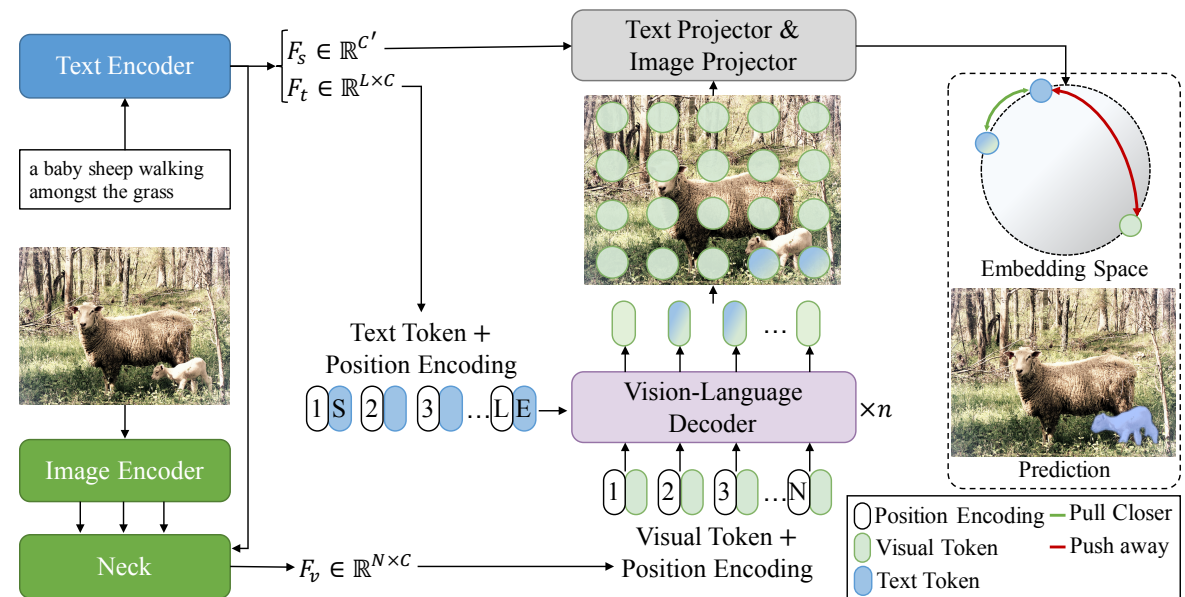 Text Encoder
a baby sheep walking
amongst the grass
Image Encoder
Neck
F_s ∈ ℝ^{C′}
F_t ∈ ℝ^{L×C}
Text Token +
Position Encoding
1 S 2 3 …L E
F_v ∈ ℝ^{N×C}
Text Projector &
Image Projector
…
Vision-Language
Decoder
×n
1 2 3 …N
Visual Token +
Position Encoding
Embedding Space
Prediction
Position Encoding
Pull Closer
Visual Token
Push away
Text Token